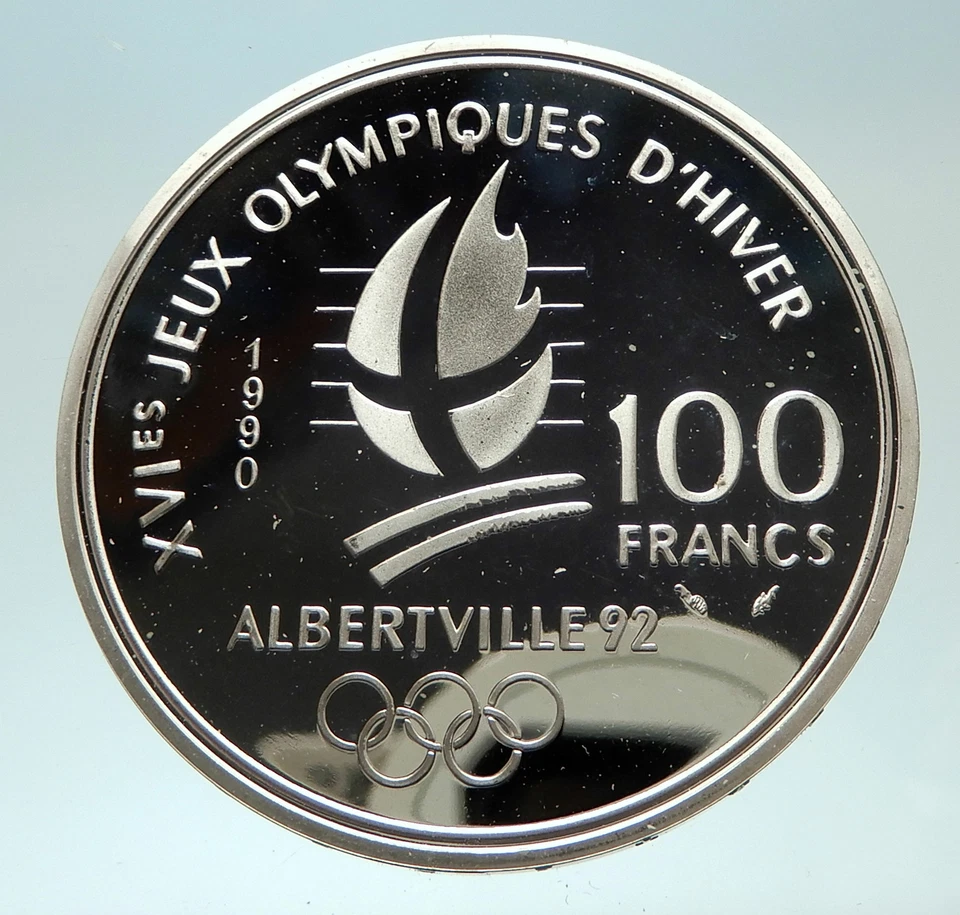 XVIES JEUX OLYMPIQUES D'HIVER
1990
100
FRANCS
ALBERTVILLE 92